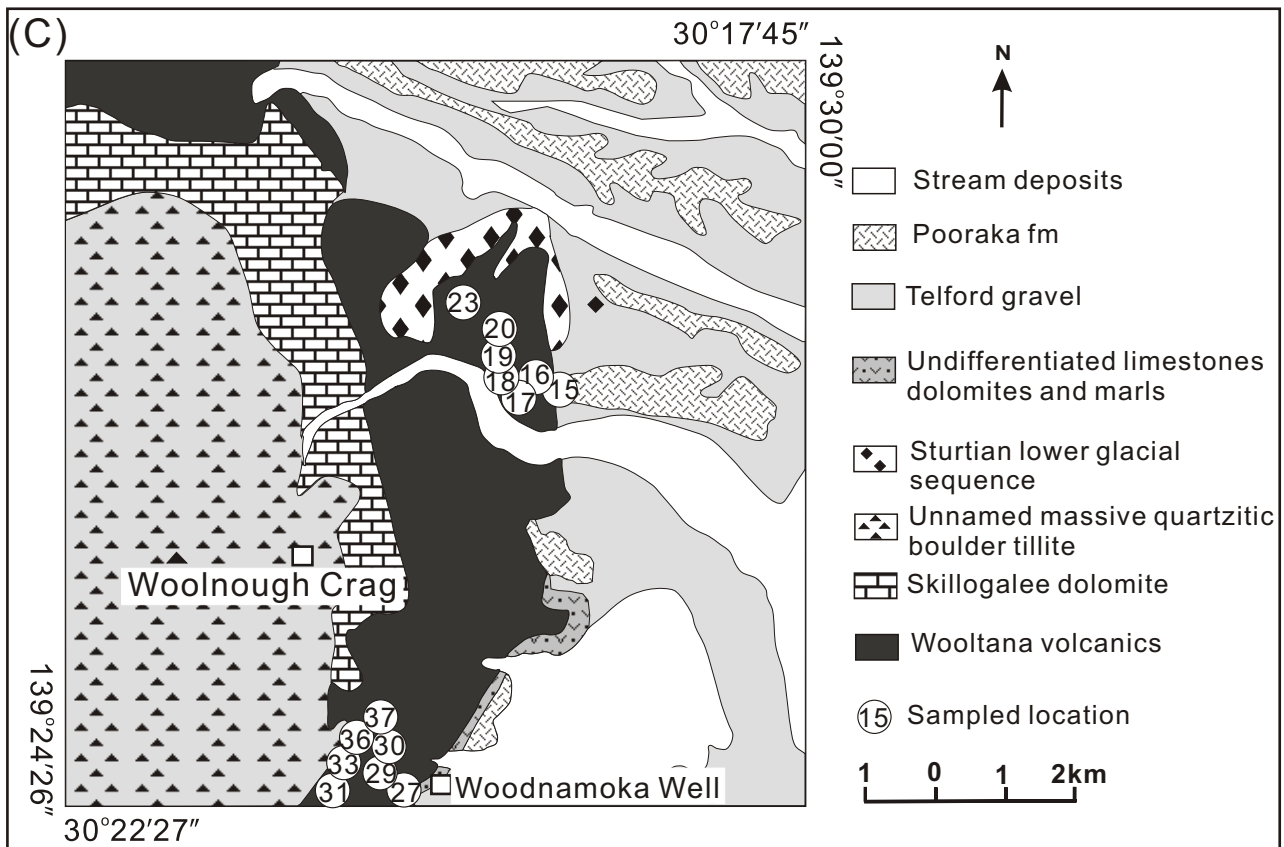 (C)
30°17′45″
139°30′00″
N
Stream deposits
Pooraka fm
Telford gravel
Undifferentiated limestones
dolomites and marls
Sturtian lower glacial
sequence
Unnamed massive quartzitic
boulder tillite
Skillogalee dolomite
Wooltana volcanics
15 Sampled location
1 0 1 2km
23
20
19
18
16
15
17
Woolnough Crag
37
36
30
33
29
31
27
Woodnamoka Well
139°24′26″
30°22′27″